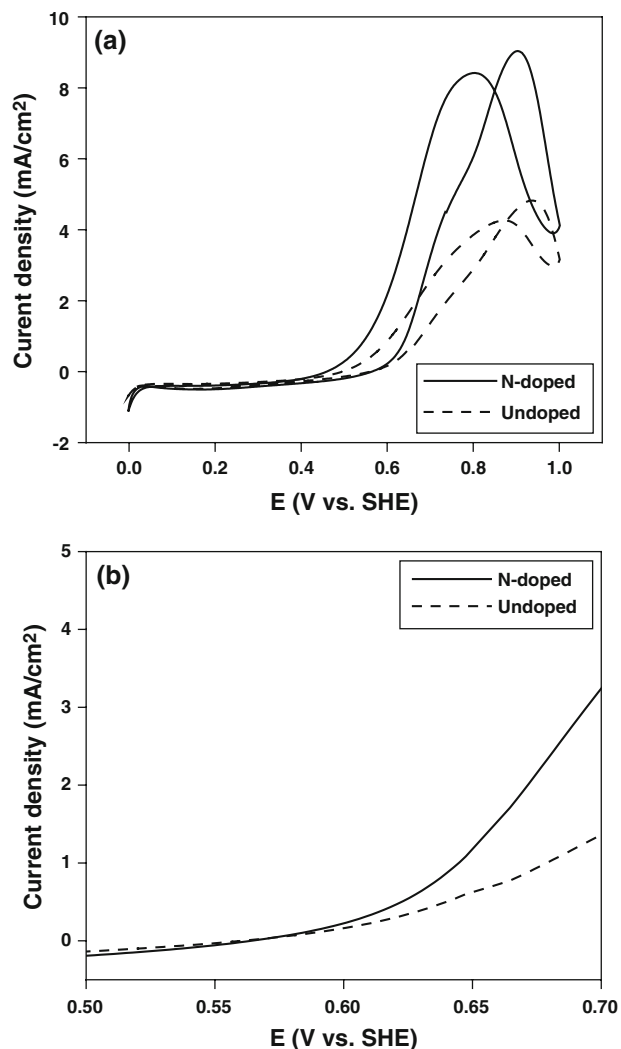 (a)
Curent density (mA/cm²)
10
8
6
4
2
0
-2
0.0 0.2 0.4 0.6 0.8 1.0
E (V vs. SHE)
N-doped
Undoped
(b)
Current density (mA/cm²)
5
4
3
2
1
0
0.50 0.55 0.60 0.65 0.70
E (V vs. SHE)
N-doped
Undoped